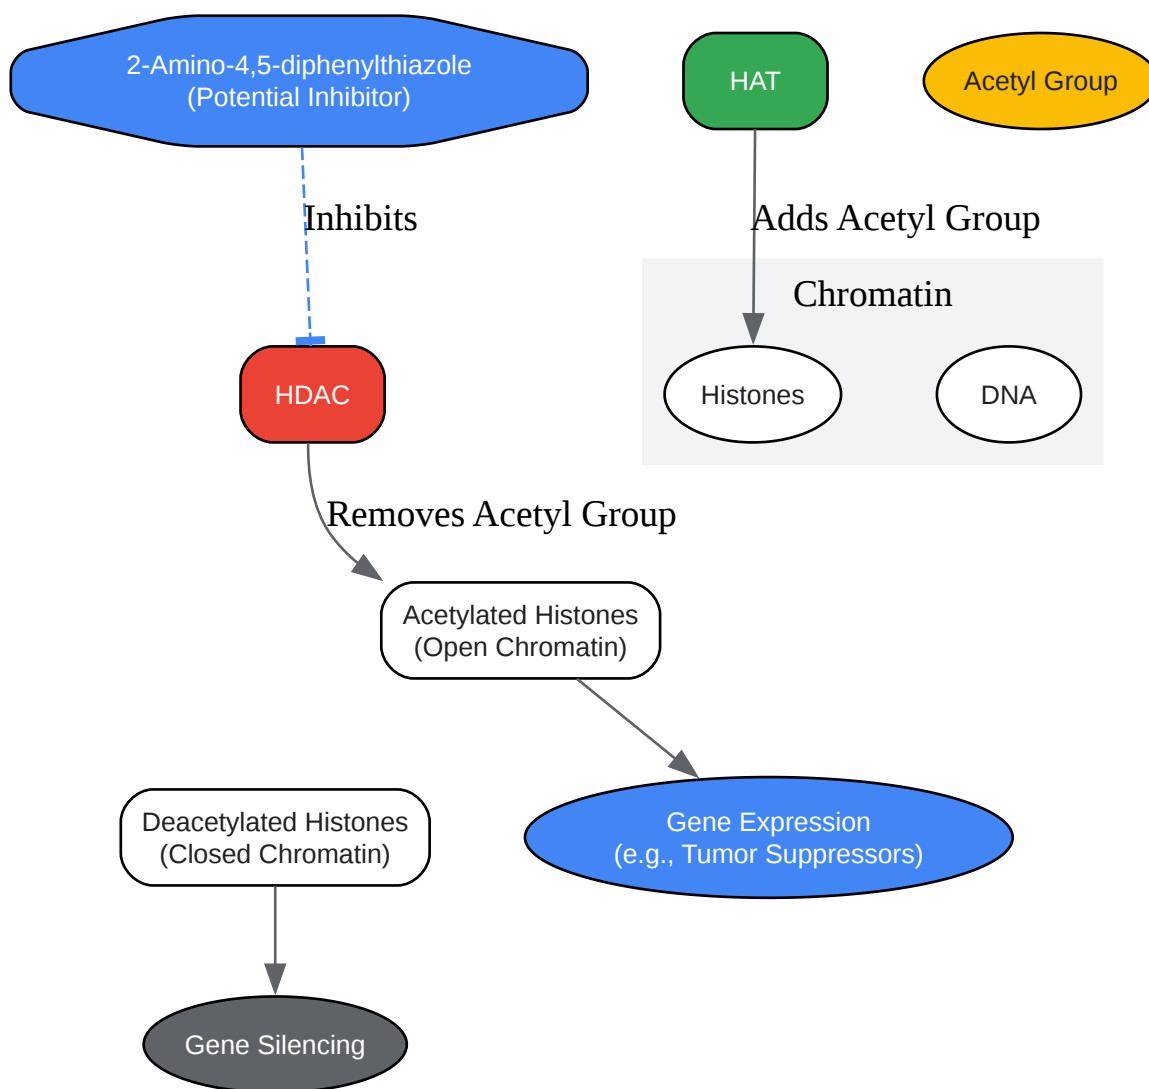 2-Amino-4,5-diphenylthiazole
(Potential Inhibitor)
HAT
Acetyl Group
Inhibits
Adds Acetyl Group
Chromatin
HDAC
Histones
DNA
Removes Acetyl Group
Acetylated Histones
(Open Chromatin)
Deacetylated Histones
(Closed Chromatin)
Gene Expression
(e.g., Tumor Suppressors)
Gene Silencing